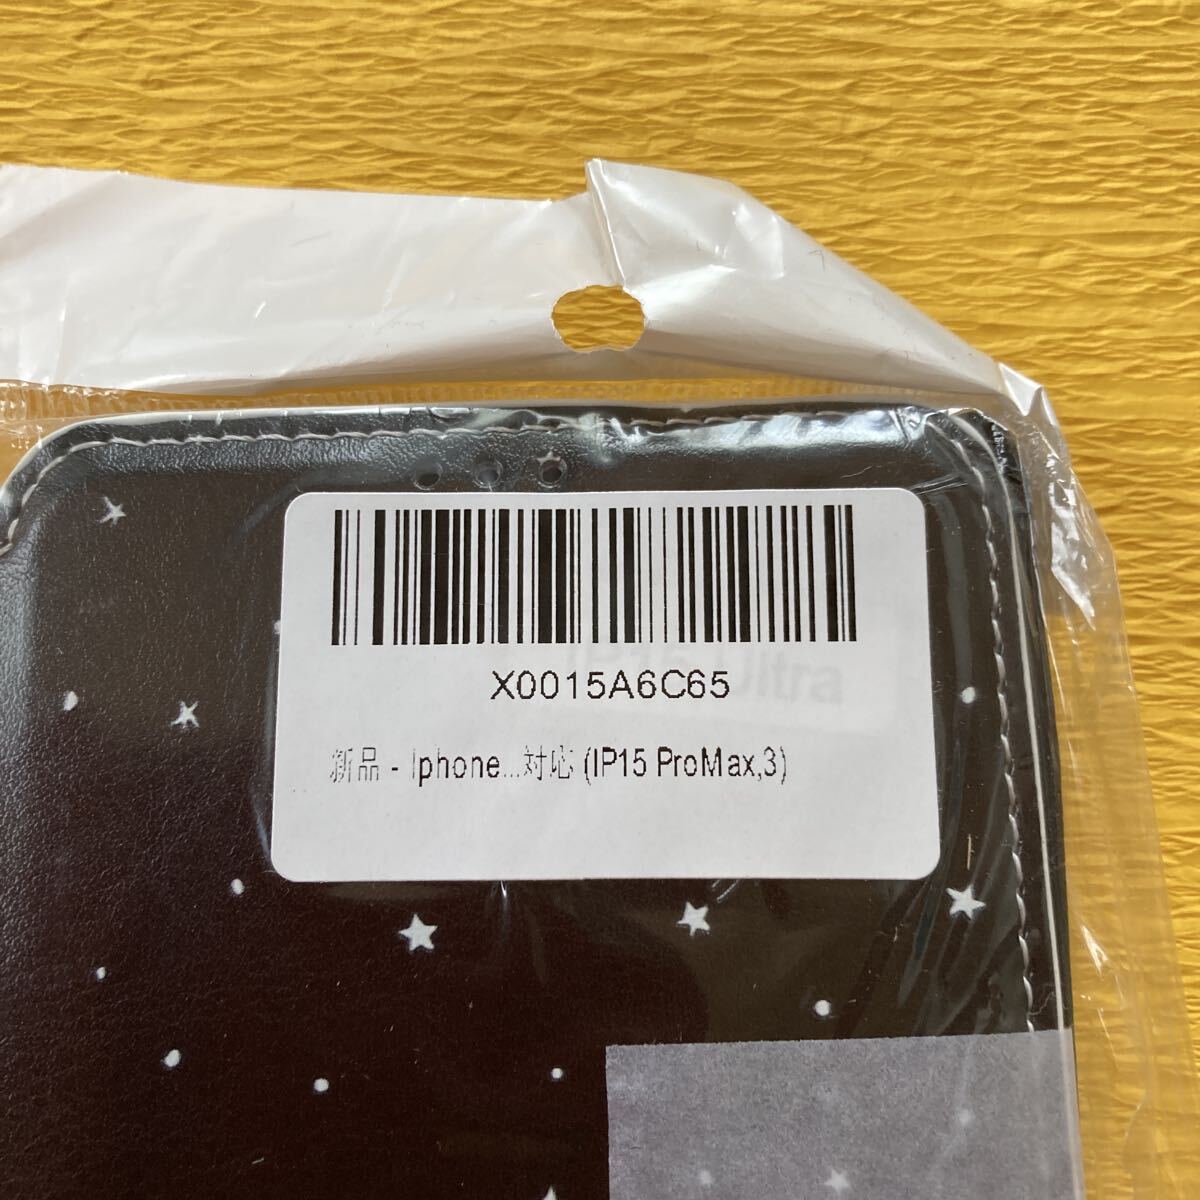 X0015A6C65
新品 - Iphone...対応 (IP15 ProMax,3)